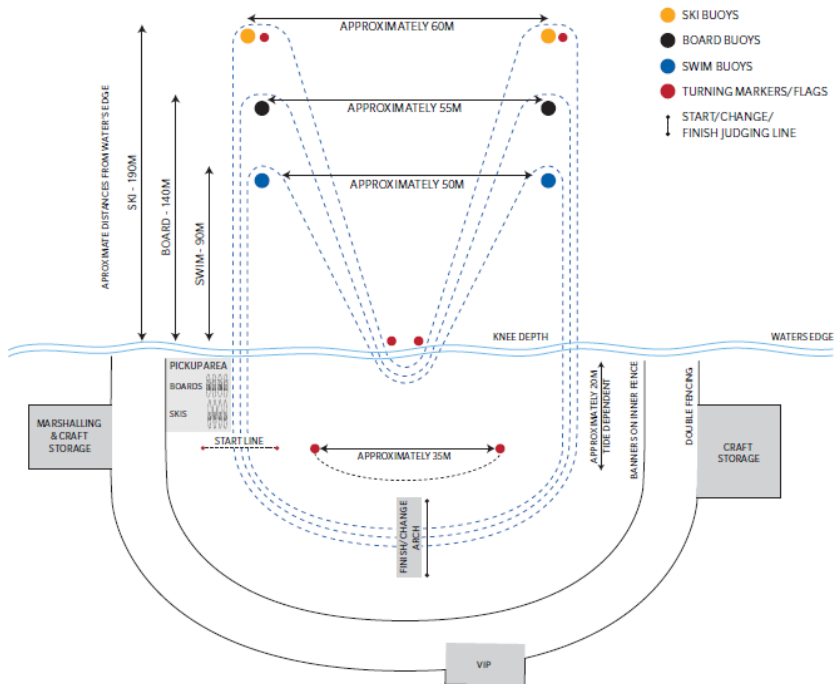 APPROXIMATELY 60M
SKI BUOYS
BOARD BUOYS
SWIM BUOYS
TURNING MARKERS/FLAGS
START/CHANGE/
FINISH JUDGING LINE
APPROXIMATELY 55M
APPROXIMATELY 50M
APROXIMATE DISTANCES FROM WATER'S EDGE
SKI - 190M
BOARD - 140M
SWIM - 90M
KNEE DEPTH
WATERS EDGE
PICKUP AREA
BOARDS
SKIS
MARSHALLING
& CRAFT
STORAGE
START LINE
APPROXIMATELY 35M
APPROXIMATELY 20M
TIDE DEPENDENT
BANNERS ON INNER FENCE
DOUBLE FENCING
CRAFT
STORAGE
FINISH/CHANGE
ARCH
VIP